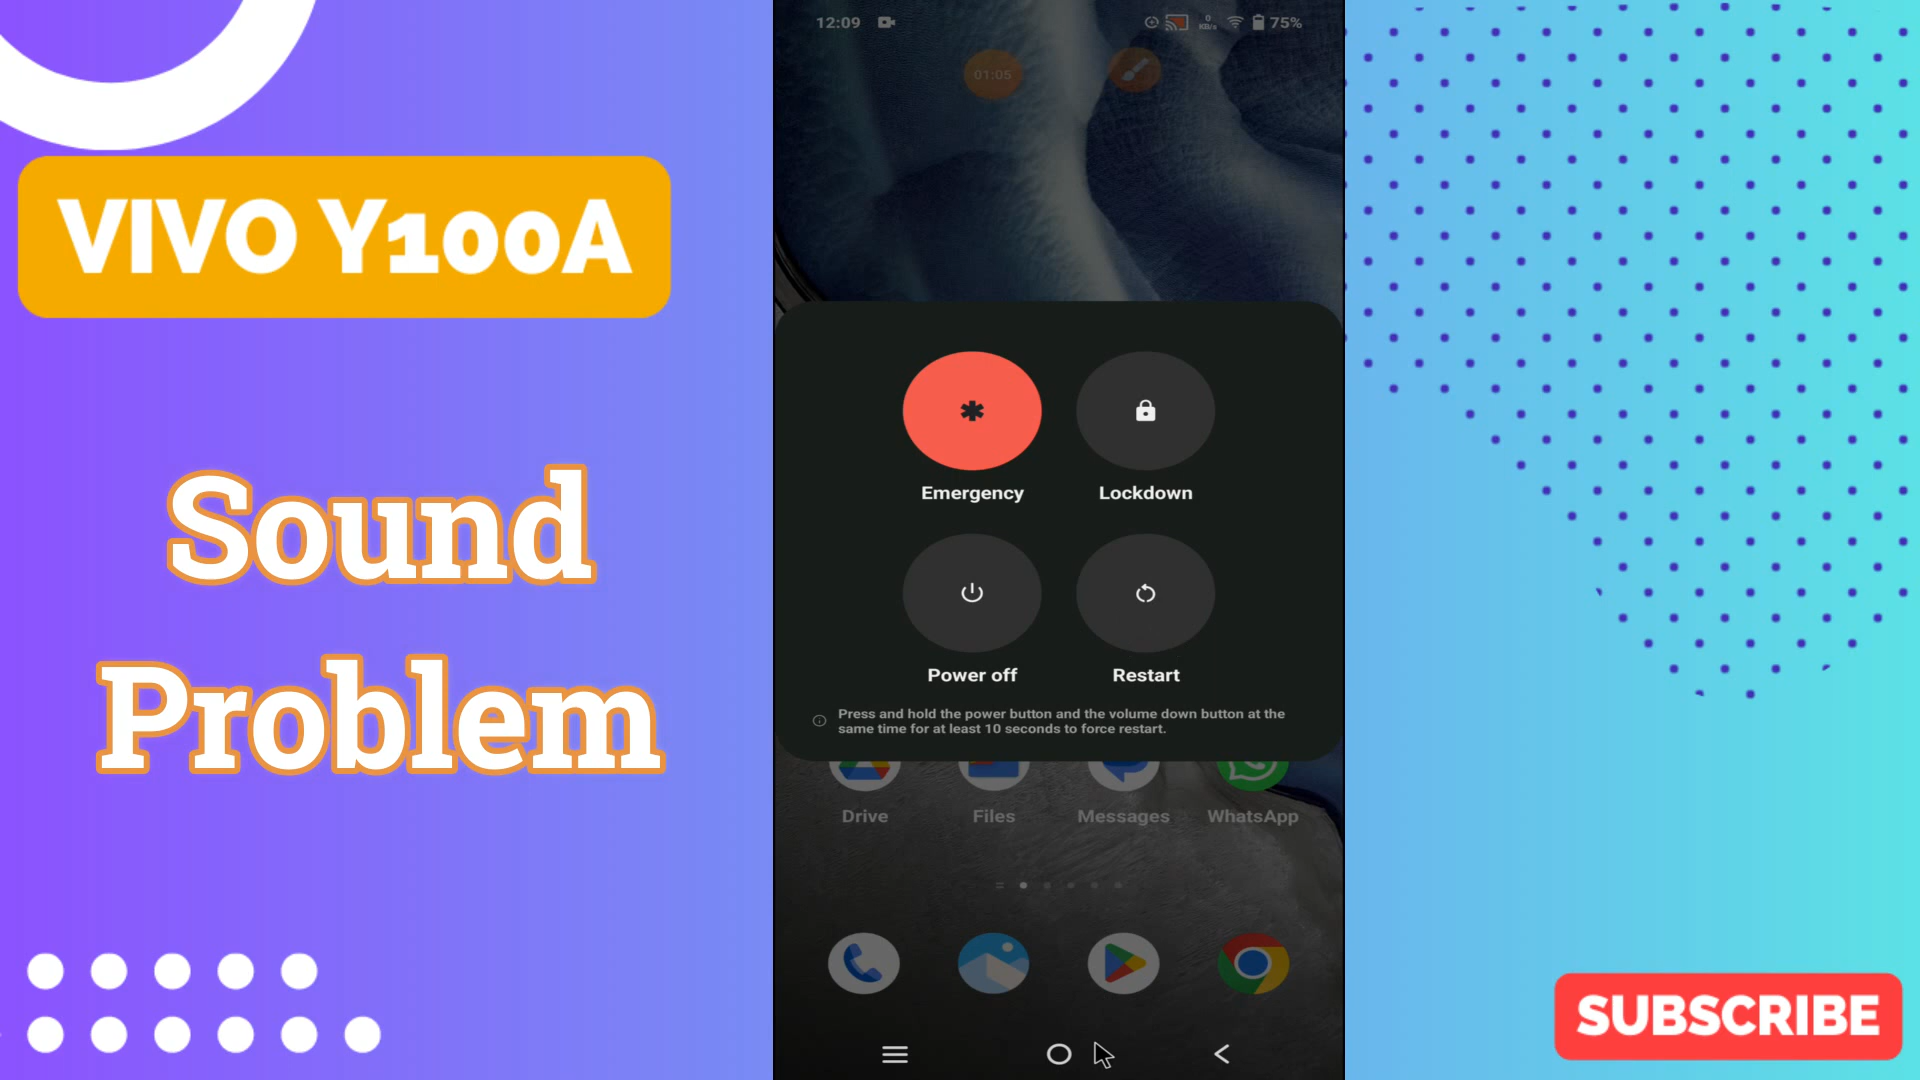 12:09
0
KB/s
75%
01:05
VIVO Y100A
Sound
Problem
Emergency
Lockdown
Power off
Restart
Press and hold the power button and the volume down button at the
same time for at least 10 seconds to force restart.
Drive
Files
Messages
WhatsApp
SUBSCRIBE